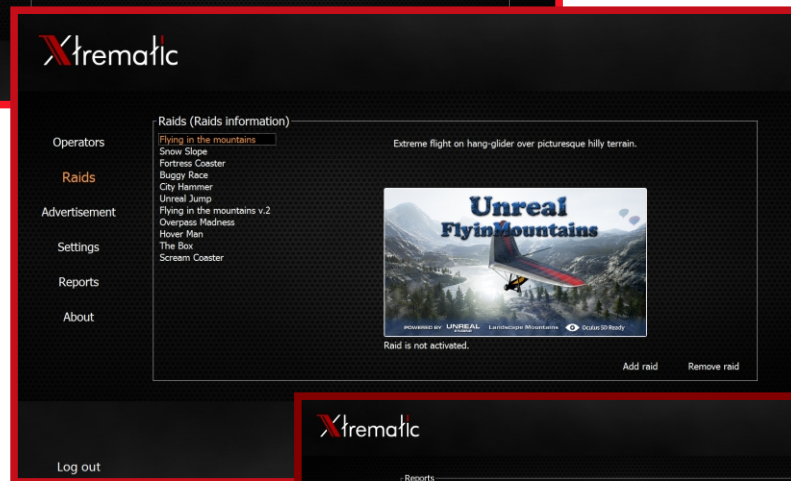 Xtrematic
Operators
Raids
Advertisement
Settings
Reports
About
Log out
Raids (Raids information)
Flying in the mountains
Snow Slope
Fortress Coaster
Buggy Race
City Hammer
Unreal Jump
Flying in the mountains v.2
Overpass Madness
Hover Man
The Box
Scream Coaster
Extreme flight on hang-glider over picturesque hilly terrain.
Unreal
FlyinMountains
POWERED BY UNREAL Landscape Mountains Oculus SD Ready
Raid is not activated.
Add raid Remove raid
Xtrematic
Reports